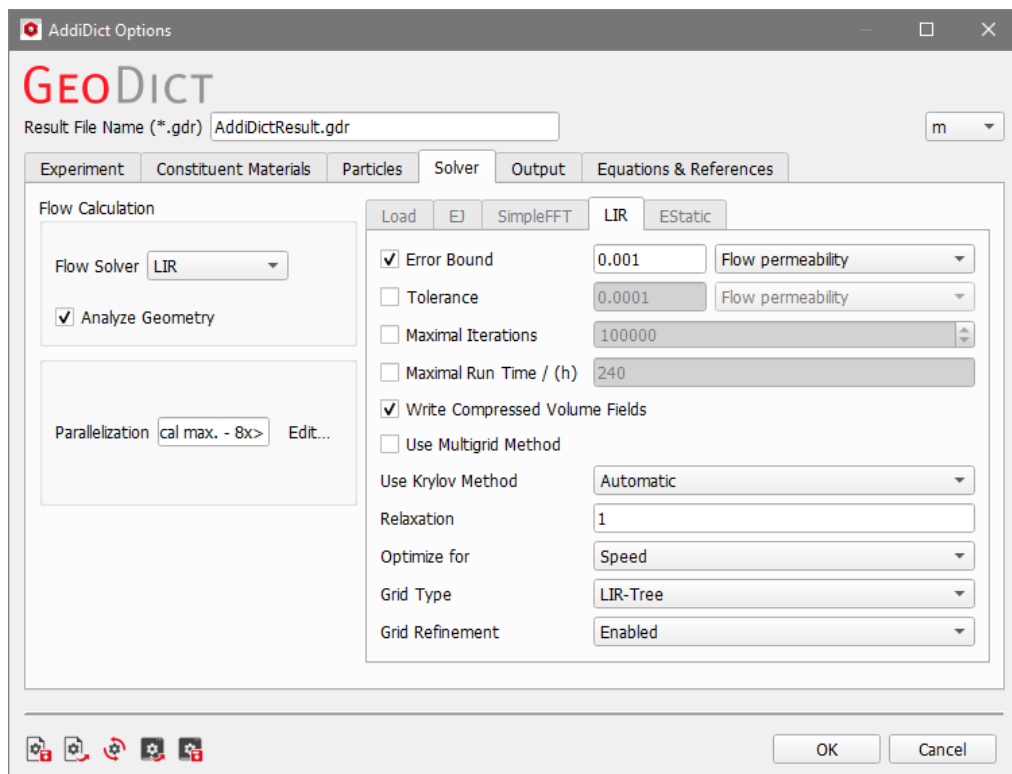 AddiDict Options
GEODICT
Result File Name (*.gdr) AddiDictResult.gdr m
Experiment Constituent Materials Particles Solver Output Equations & References
Flow Calculation
Flow Solver LIR
Analyze Geometry
Parallelization cal max. - 8x> Edit...
Load EJ SimpleFFT LIR EStatic
Error Bound 0.001 Flow permeability
Tolerance 0.0001 Flow permeability
Maximal Iterations 100000
Maximal Run Time / (h) 240
Write Compressed Volume Fields
Use Multigrid Method
Use Krylov Method Automatic
Relaxation 1
Optimize for Speed
Grid Type LIR-Tree
Grid Refinement Enabled
OK Cancel